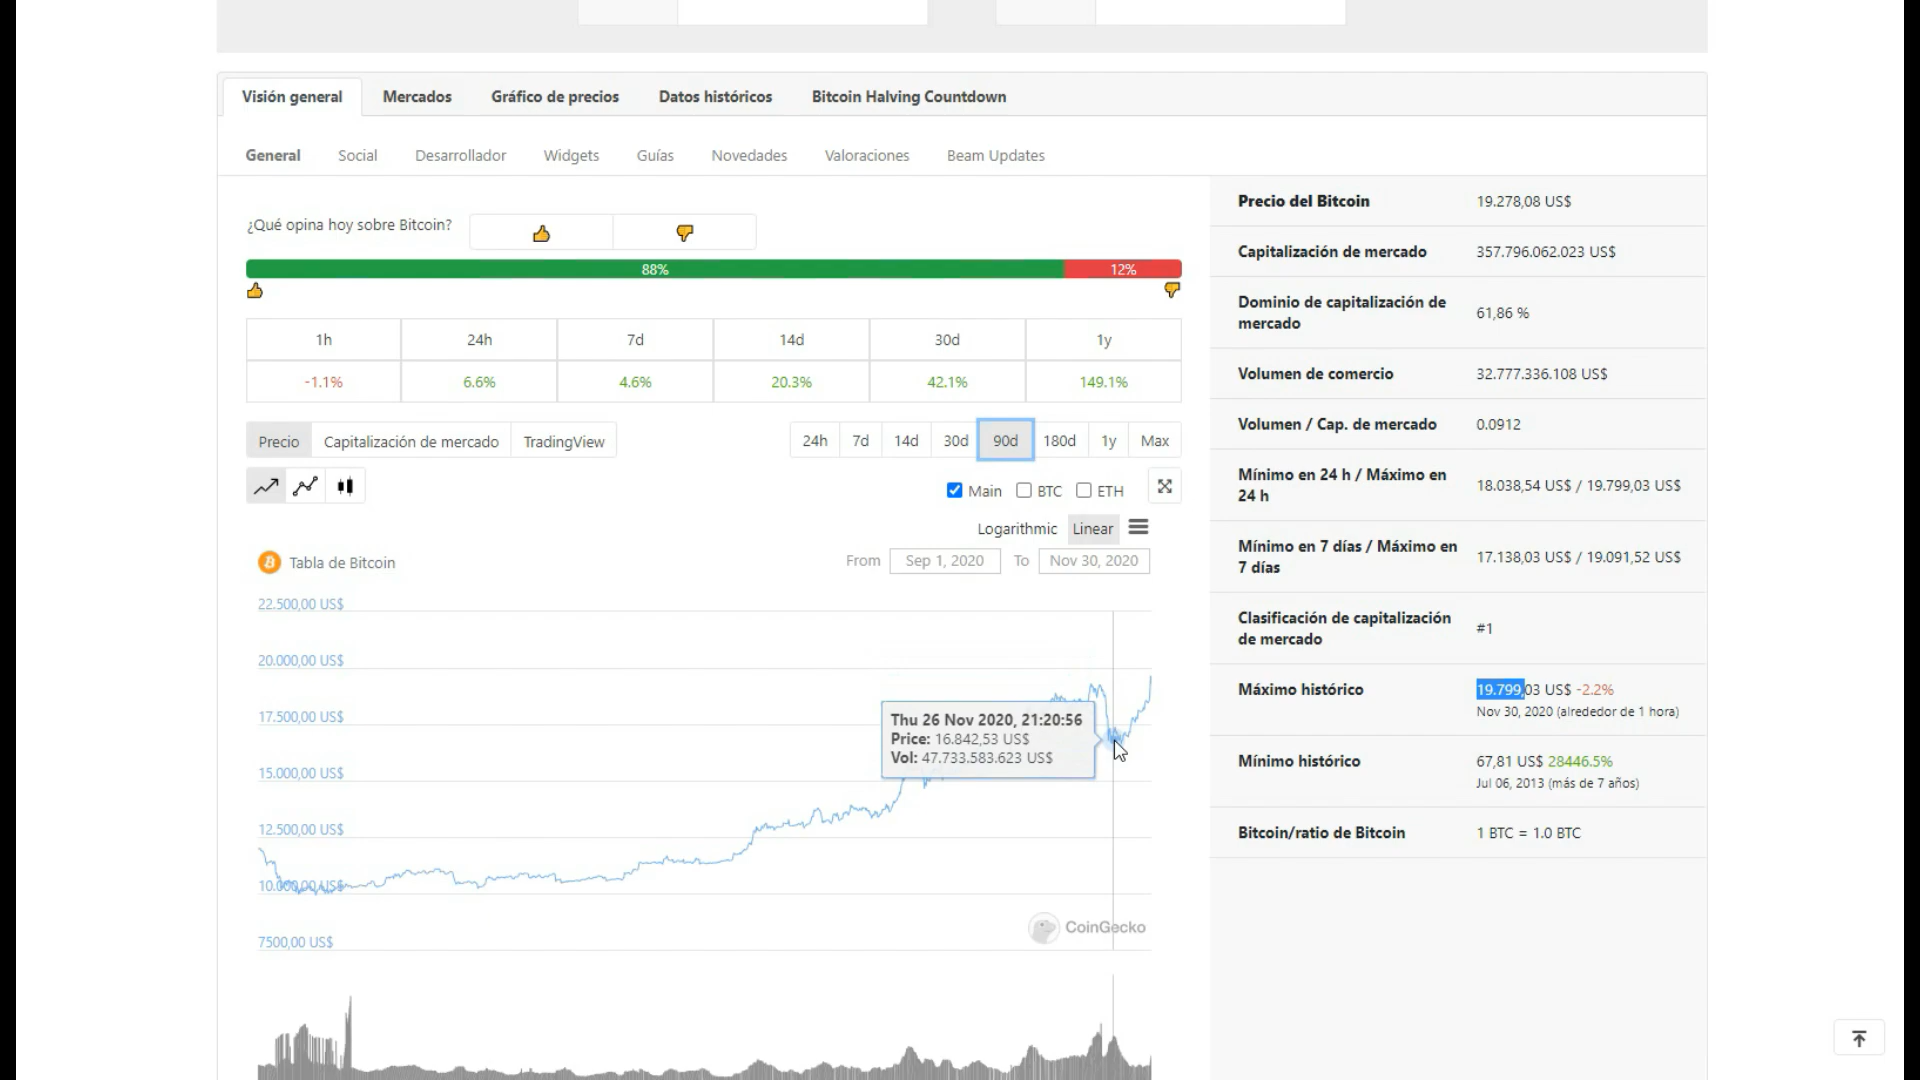 Visión general
Mercados
Gráfico de precios
Datos históricos
Bitcoin Halving Countdown
General
Social
Desarrollador
Widgets
Guías
Novedades
Valoraciones
Beam Updates
¿Qué opina hoy sobre Bitcoin?
88%
12%
1h 24h 7d 14d 30d 1y
-1.1% 6.6% 4.6% 20.3% 42.1% 149.1%
Precio Capitalización de mercado TradingView
24h 7d 14d 30d 90d 180d 1y Max
Main BTC ETH
Logarithmic Linear
Tabla de Bitcoin
From Sep 1, 2020 To Nov 30, 2020
22.500,00 US$
20.000,00 US$
17.500,00 US$
15.000,00 US$
12.500,00 US$
10.000,00 US$
7500,00 US$
Thu 26 Nov 2020, 21:20:56
Price: 16.842,53 US$
Vol: 47.733.583.623 US$
CoinGecko
Precio del Bitcoin 19.278,08 US$
Capitalización de mercado 357.796.062.023 US$
Dominio de capitalización de
mercado
61,86 %
Volumen de comercio 32.777.336.108 US$
Volumen / Cap. de mercado 0.0912
Mínimo en 24 h / Máximo en
24 h
18.038,54 US$ / 19.799,03 US$
Mínimo en 7 días / Máximo en
7 días
17.138,03 US$ / 19.091,52 US$
Clasificación de capitalización
de mercado
#1
Máximo histórico 19.799,03 US$ -2.2%
Nov 30, 2020 (alrededor de 1 hora)
Mínimo histórico 67,81 US$ 28446.5%
Jul 06, 2013 (más de 7 años)
Bitcoin/ratio de Bitcoin 1 BTC = 1.0 BTC